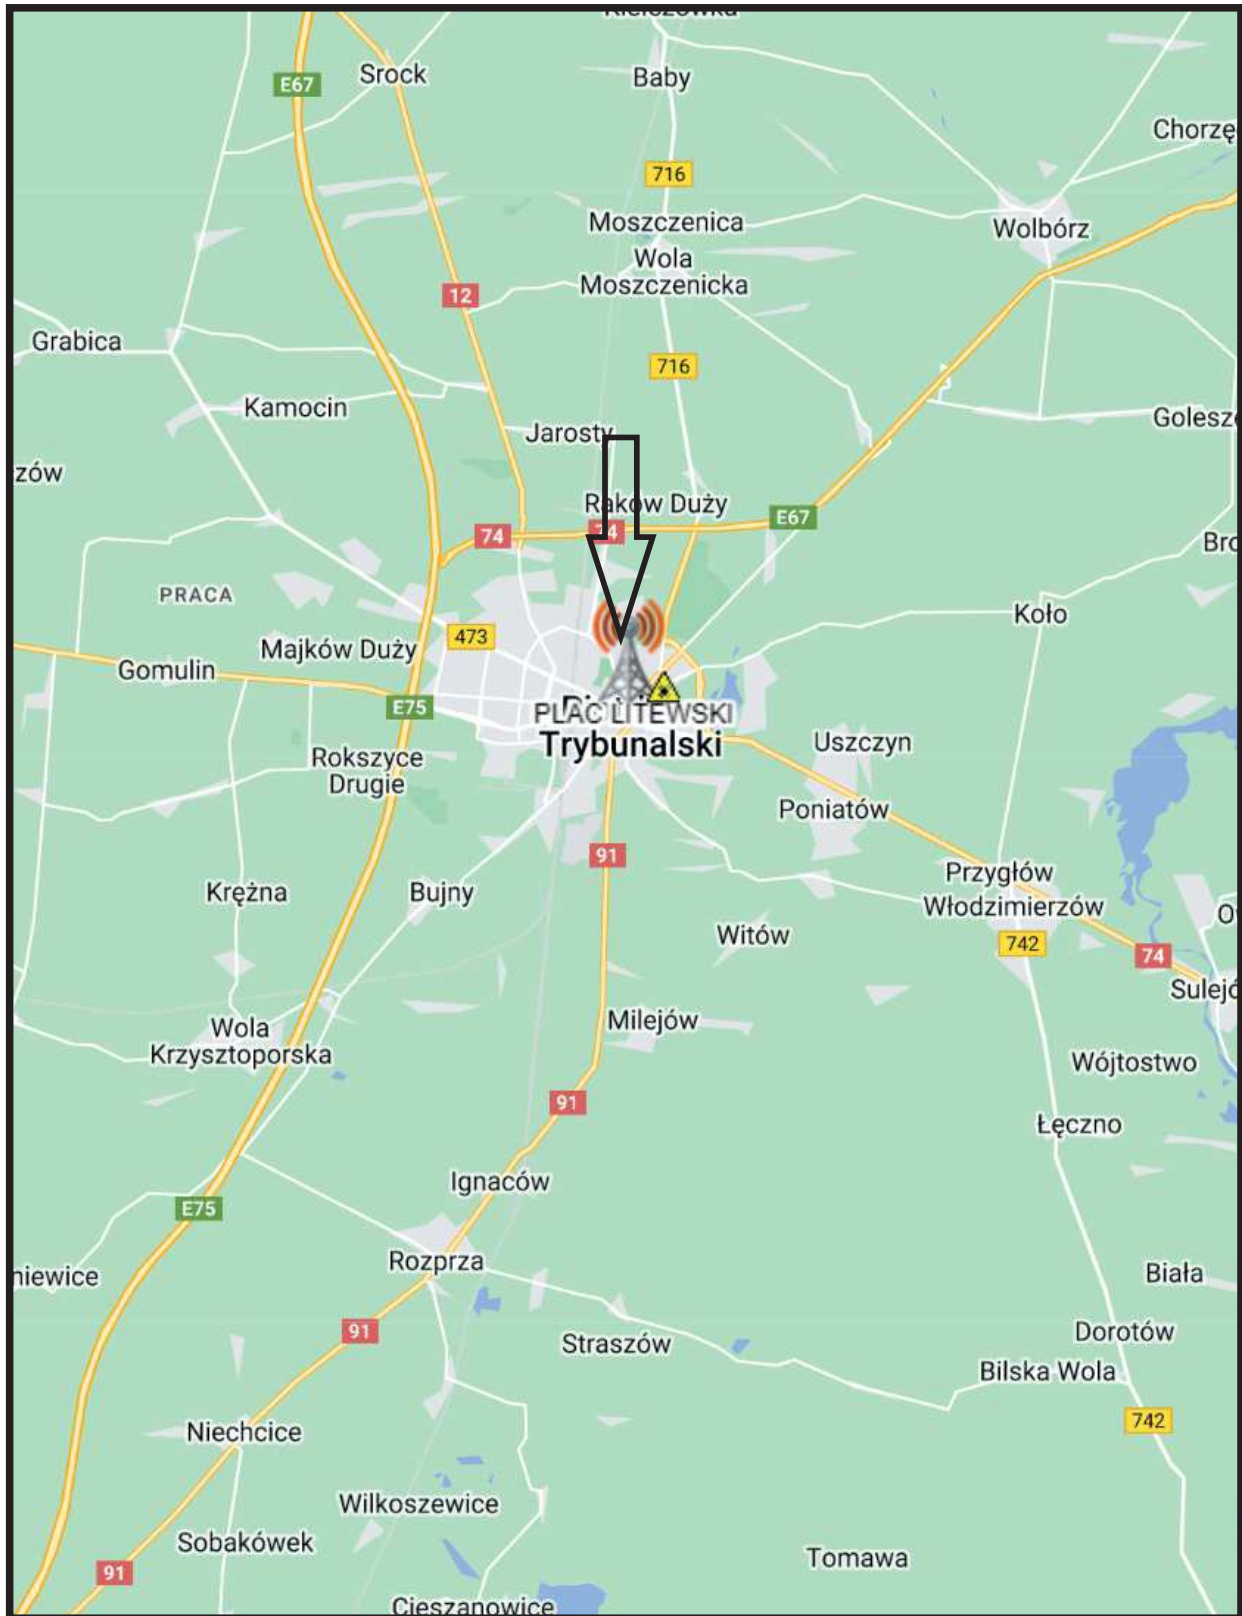 Srock
E67
Baby
Chorzę
716
Moszczenica
Wolbórz
Wola
Moszczenicka
12
Grabica
716
Kamocin
Golesz
Jarosty
zów
Raków Duży
E67
74
74
Bro
PRACA
Koło
473
Majków Duży
Gomulin
E75
PLAC LITEWSKI
Trybunalski
Uszczyn
Rokszyce
Drugie
Poniatów
91
Przygłów
Krężna
Bujny
Włodzimierzów
Witów
742
74
Sulejó
Milejów
Wola
Krzysztoporska
Wójtostwo
91
Łęczno
Ignaców
E75
Rozprza
niewice
Biała
91
Dorotów
Straszów
Bilska Wola
742
Niechcice
Wilkoszewice
Sobakówek
Tomawa
91
Cieszanowice